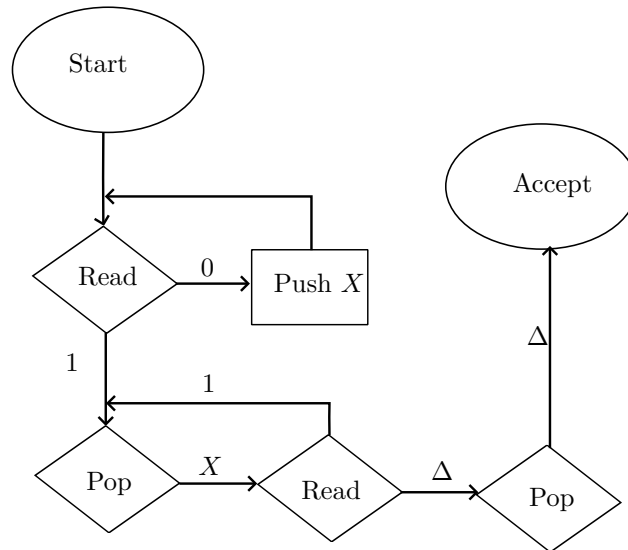 Start
Accept
Read
0
Push X
Δ
1
1
Pop
X
Read
Δ
Pop